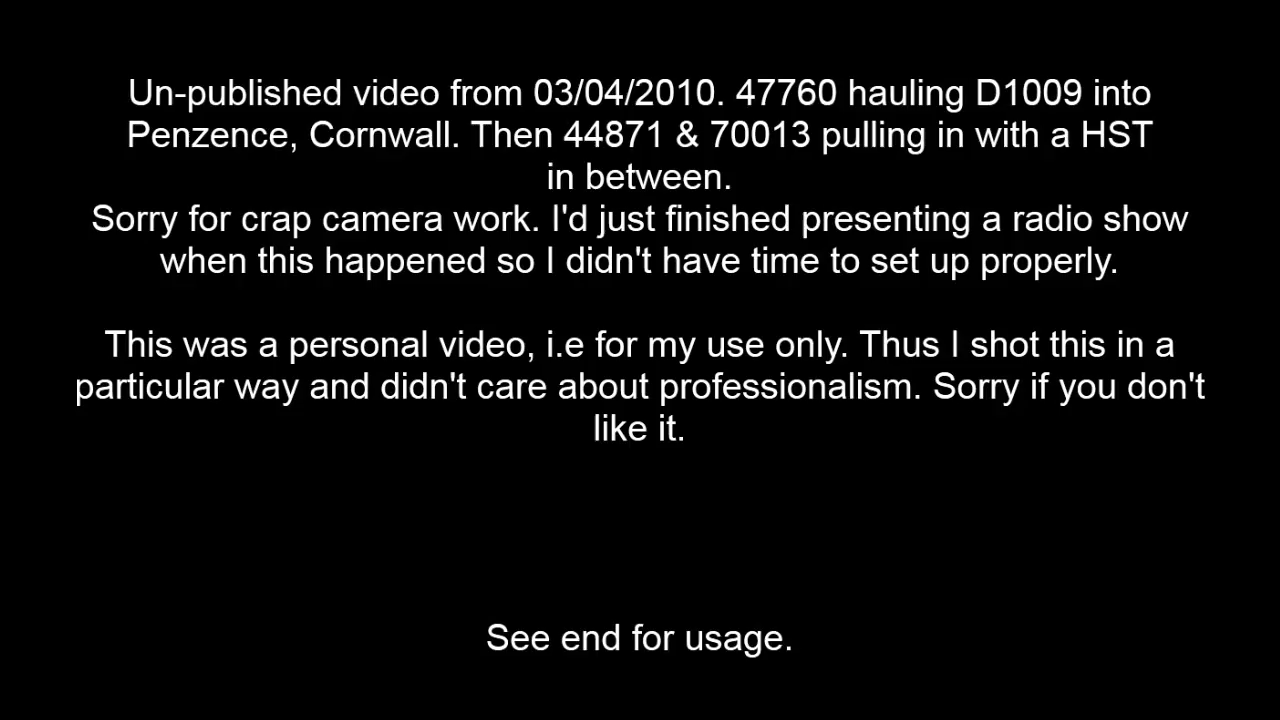 Un-published video from 03/04/2010. 47760 hauling D1009 into
Penzence, Cornwall. Then 44871 & 70013 pulling in with a HST
in between.
Sorry for crap camera work. I'd just finished presenting a radio show
when this happened so I didn't have time to set up properly.
This was a personal video, i.e for my use only. Thus I shot this in a
particular way and didn't care about professionalism. Sorry if you don't
like it.
See end for usage.